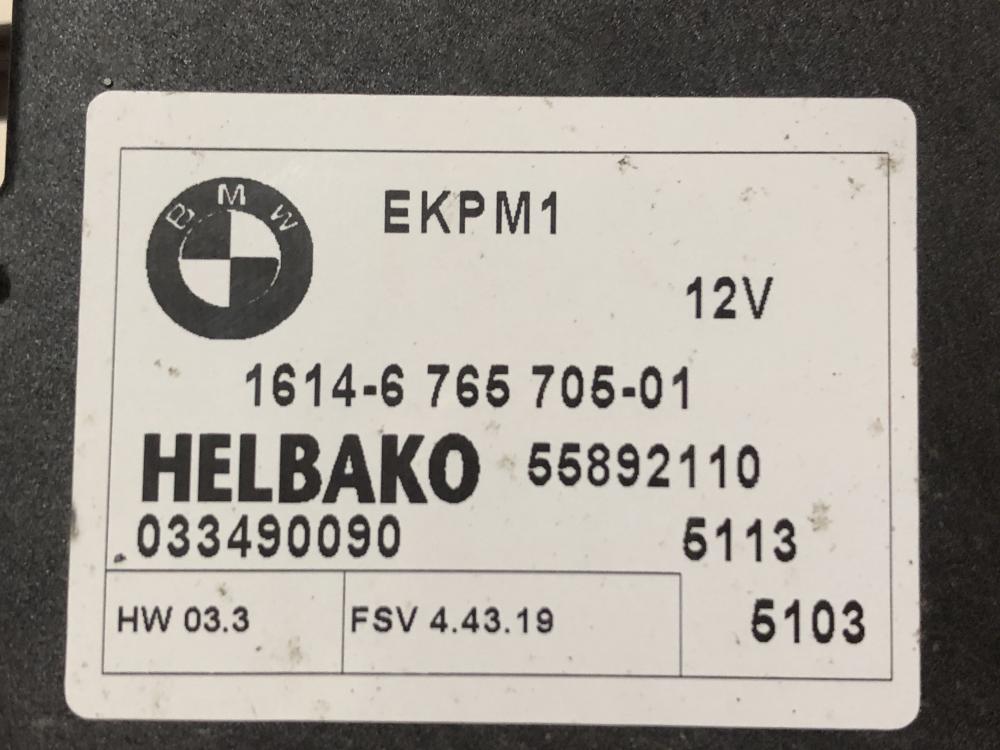 BMW
EKPM1
12V
1614-6 765 705-01
HELBAKO 55892110
033490090 5113
HW 03.3 FSV 4.43.19 5103